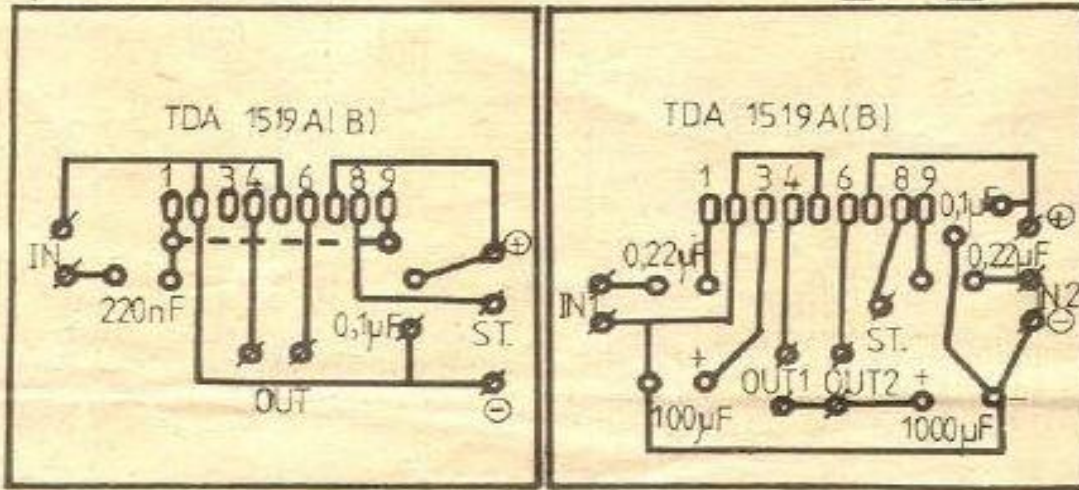 TDA 1519A(B)
1 3 4 6 8 9
IN
220nF
0,1µF
ST.
OUT
⊕
⊖
TDA 1519A(B)
1 3 4 6 8 9
0,1µF
⊕
0,22µF
0,22µF
IN1
IN2
⊖
ST.
+
OUT1 OUT2 +
-
100µF
1000µF